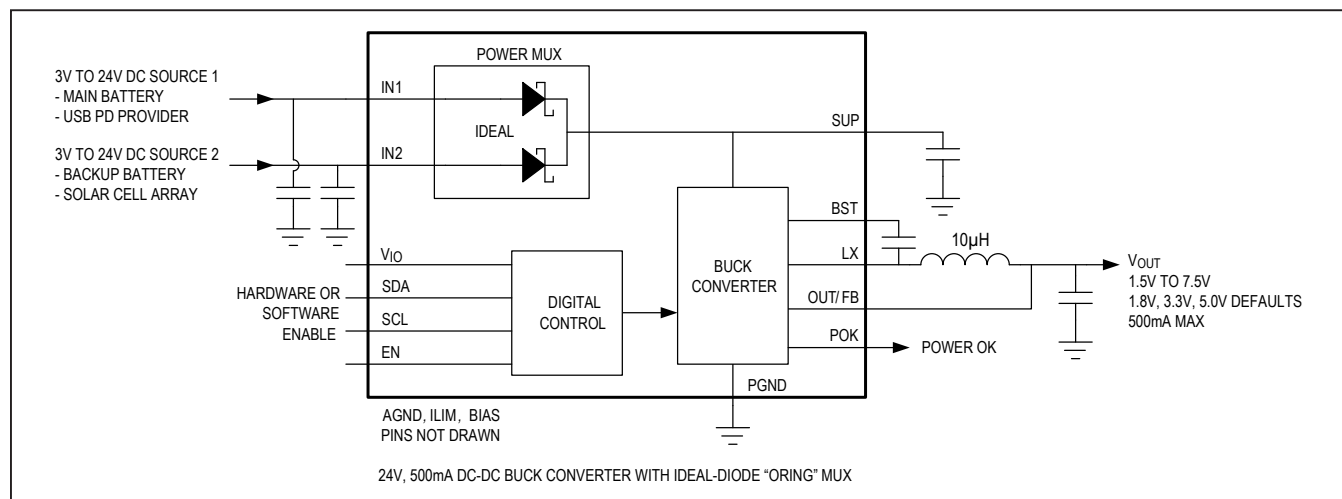 POWER MUX
3V TO 24V DC SOURCE 1
- MAIN BATTERY
- USB PD PROVIDER
IN1
IDEAL
SUP
3V TO 24V DC SOURCE 2
- BACKUP BATTERY
- SOLAR CELL ARRAY
IN2
BST
10µH
LX
BUCK
CONVERTER
OUT/FB
POK
POWER OK
PGND
VOUT
1.5V TO 7.5V
1.8V, 3.3V, 5.0V DEFAULTS
500mA MAX
VIO
SDA
SCL
EN
HARDWARE OR
SOFTWARE
ENABLE
DIGITAL
CONTROL
AGND, ILIM, BIAS
PINS NOT DRAWN
24V, 500mA DC-DC BUCK CONVERTER WITH IDEAL-DIODE “ORING” MUX